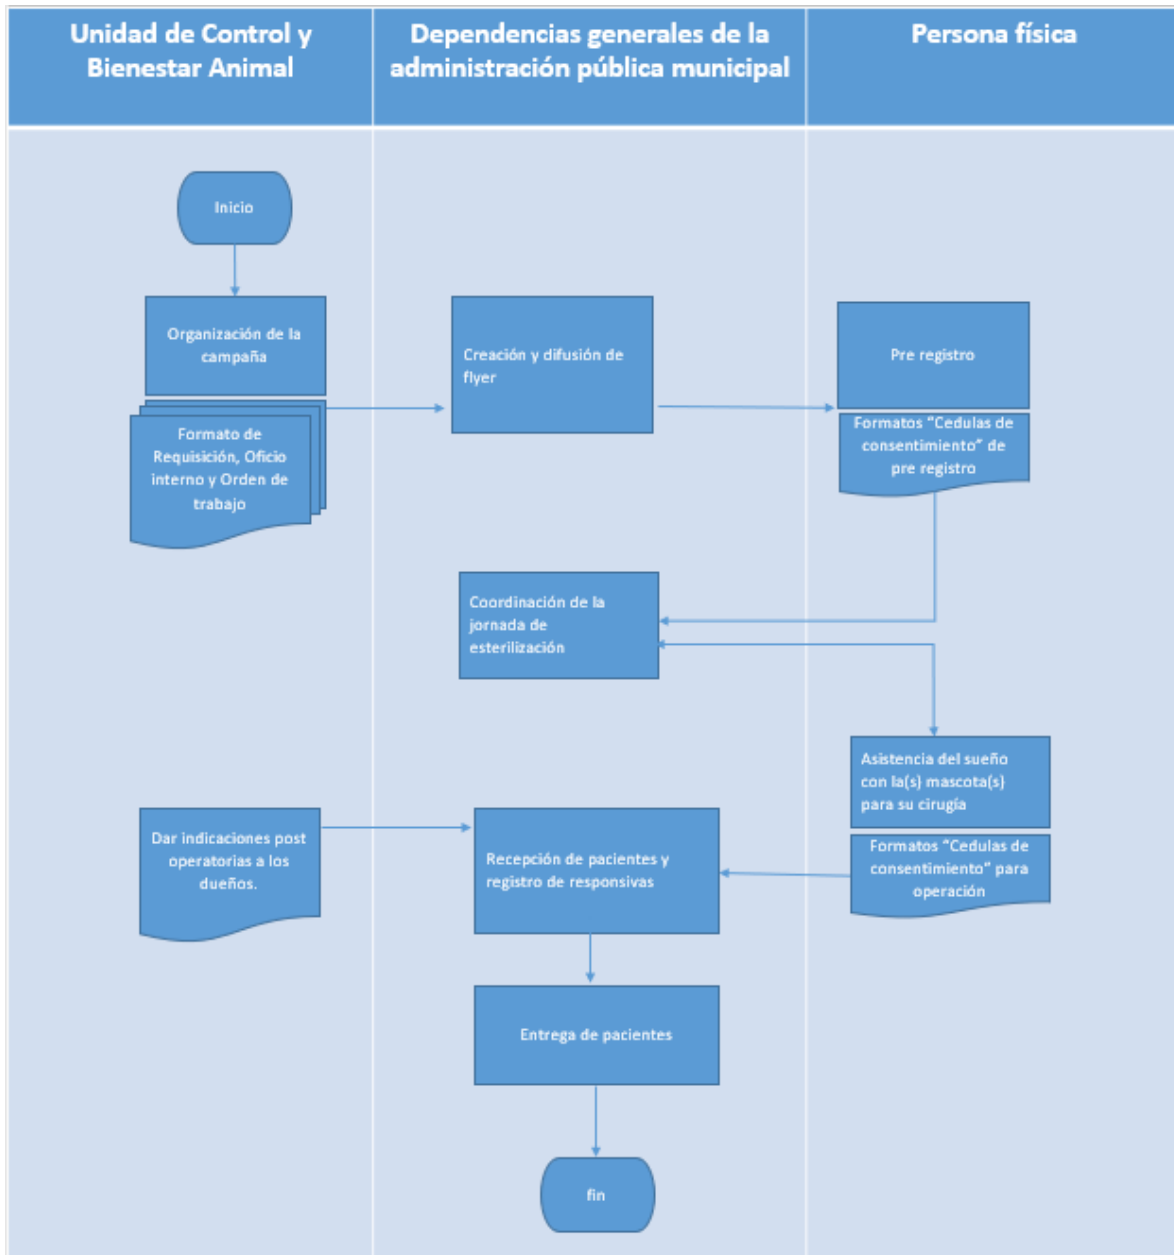 Unidad de Control y
Bienestar Animal
Dependencias generales de la
administración pública municipal
Persona física
Inicio
Organización de la
campaña
Formato de
Requisición, Oficio
interno y Orden de
trabajo
Creación y difusión de
flyer
Pre registro
Formatos “Cedulas de
consentimiento” de
pre registro
Coordinación de la
jornada de
esterilización
Asistencia del sueño
con la(s) mascota(s)
para su cirugía
Formatos “Cedulas de
consentimiento” para
operación
Dar indicaciones post
operatorias a los
dueños.
Recepción de pacientes y
registro de responsivas
Entrega de pacientes
fin